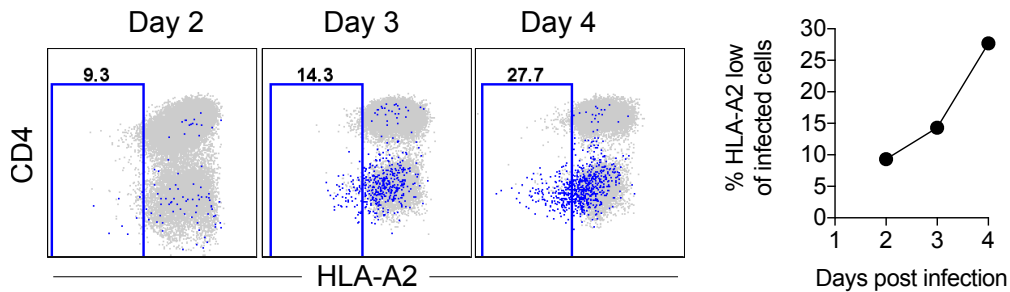 Day 2
Day 3
Day 4
9.3
14.3
27.7
CD4
HLA-A2
% HLA-A2 low
of infected cells
30
25
20
15
10
5
0
1 2 3 4
Days post infection